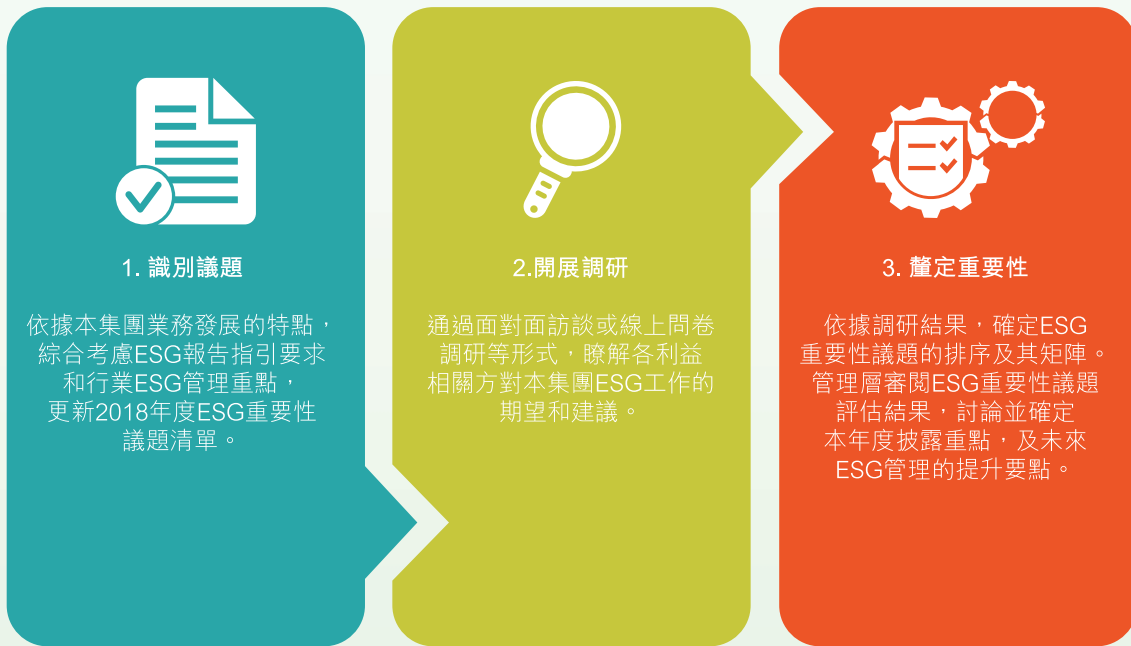 1. 識別議題
依據本集團業務發展的特點，
綜合考慮ESG報告指引要求
和行業ESG管理重點，
更新2018年度ESG重要性
議題清單。
2.開展調研
通過面對面訪談或線上問卷
調研等形式，瞭解各利益
相關方對本集團ESG工作的
期望和建議。
3. 釐定重要性
依據調研結果，確定ESG
重要性議題的排序及其矩陣。
管理層審閱ESG重要性議題
評估結果，討論並確定
本年度披露重點，及未來
ESG管理的提升要點。